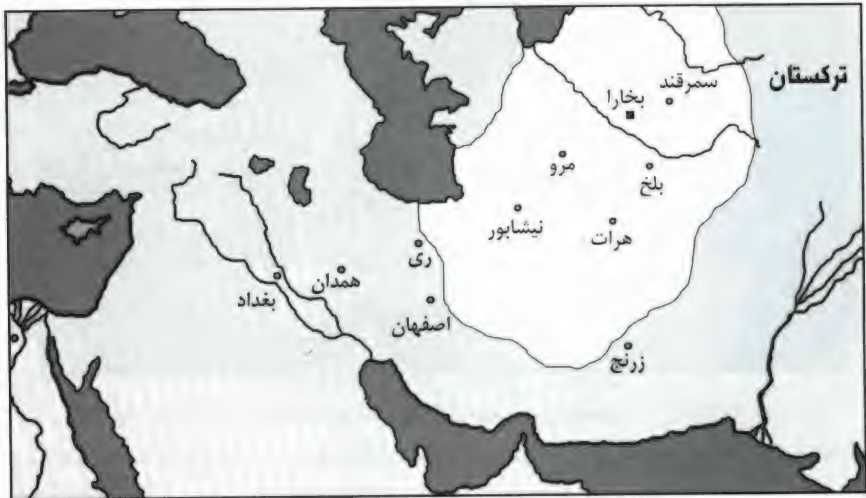 ترکستان
سمرقند
بخارا
مرو
بلخ
نیشابور
هرات
ری
همدان
بغداد
اصفهان
زرنج